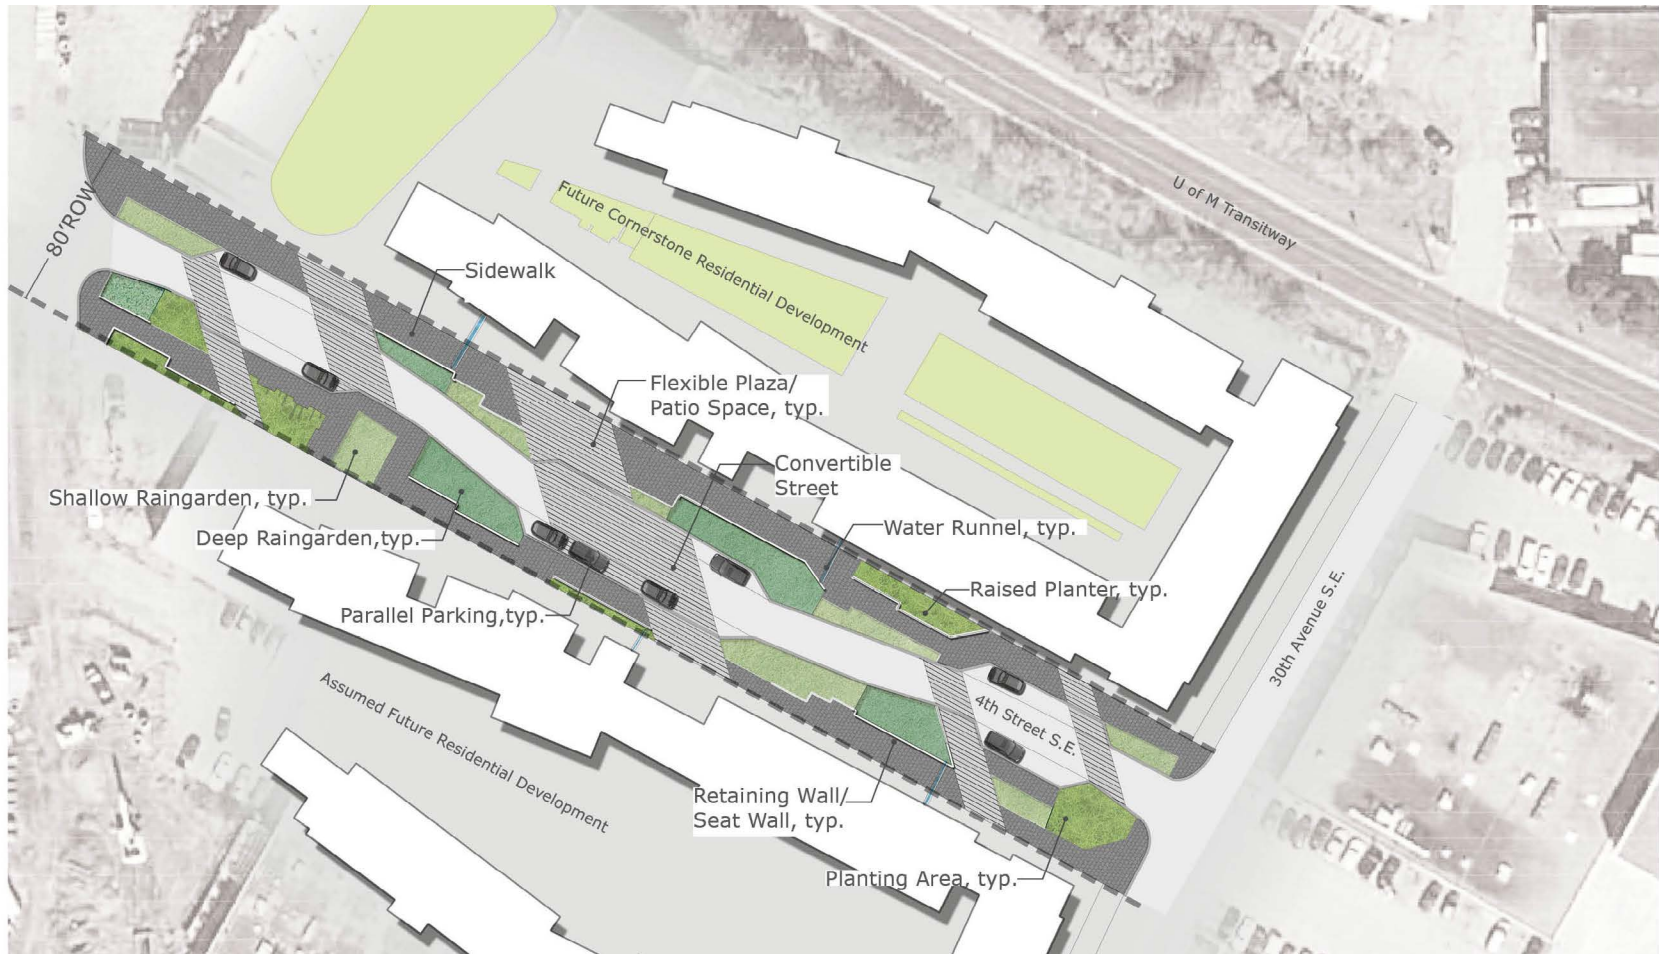 U of M Transitway
80'ROW
Future Cornerstone Residential Development
Sidewalk
Flexible Plaza/
Patio Space, typ.
Convertible
Street
Shallow Raingarden, typ.
Deep Raingarden,typ.
Water Runnel, typ.
Raised Planter, typ.
Parallel Parking,typ.
30th Avenue S.E.
Assumed Future Residential Development
4th Street S.E.
Retaining Wall/
Seat Wall, typ.
Planting Area, typ.